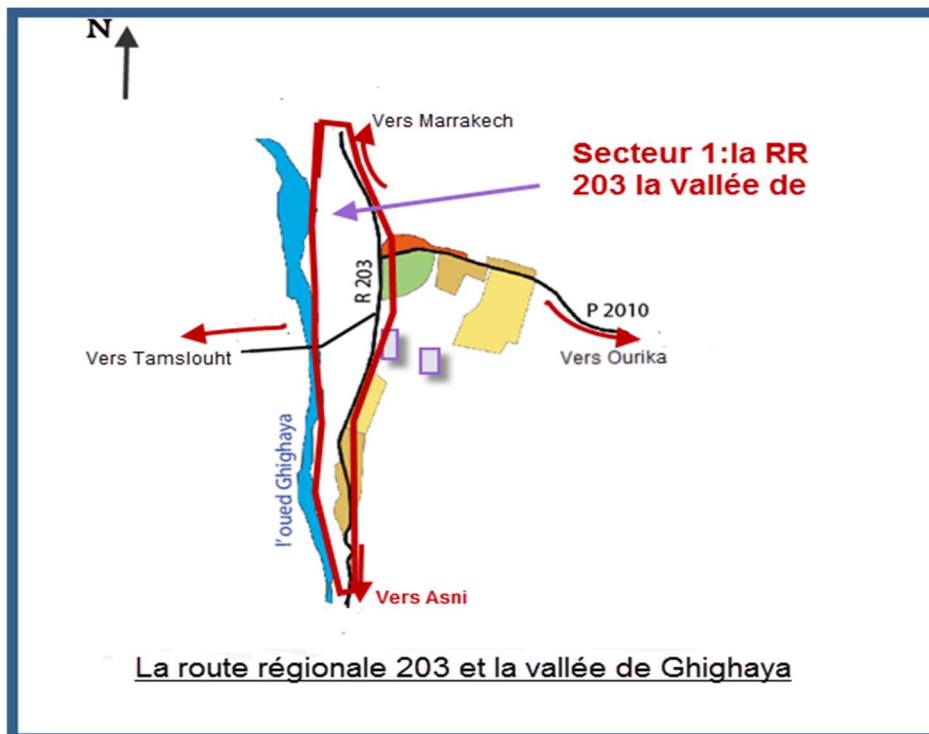 N
Vers Marrakech
Secteur 1:la RR
203 la vallée de
R 203
P 2010
Vers Tamslouht
Vers Ourika
l'oued Ghighaya
Vers Asni
La route régionale 203 et la vallée de Ghighaya